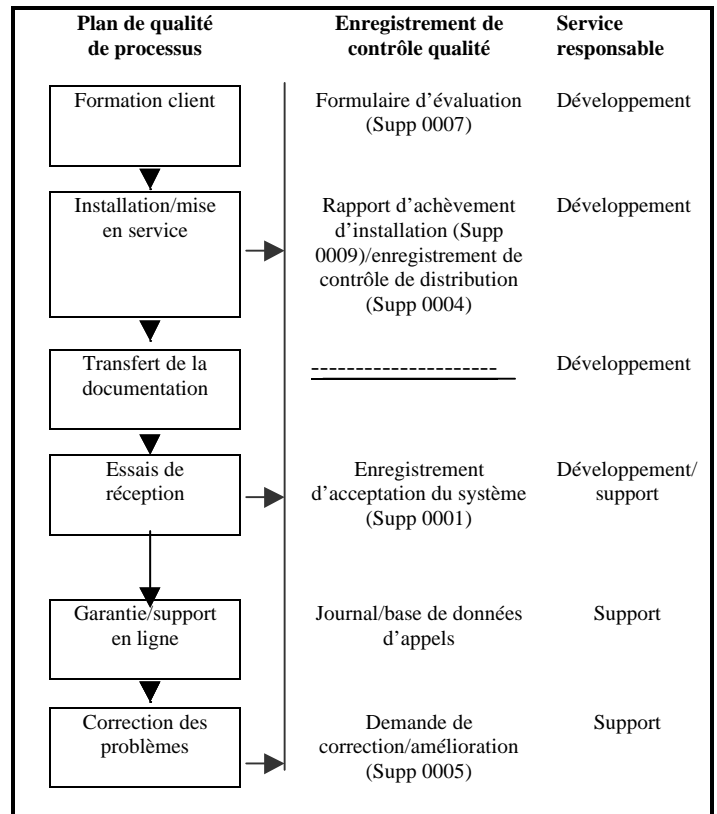 Plan de qualité
de processus
Enregistrement de
contrôle qualité
Service
responsable
Formation client
Formulaire d’évaluation
(Supp 0007)
Développement
Installation/mise
en service
Rapport d’achèvement
d’installation (Supp
0009)/enregistrement de
contrôle de distribution
(Supp 0004)
Développement
Transfert de la
documentation
---------------------
Développement
Essais de
réception
Enregistrement
d’acceptation du système
(Supp 0001)
Développement/
support
Garantie/support
en ligne
Journal/base de données
d’appels
Support
Correction des
problèmes
Demande de
correction/amélioration
(Supp 0005)
Support